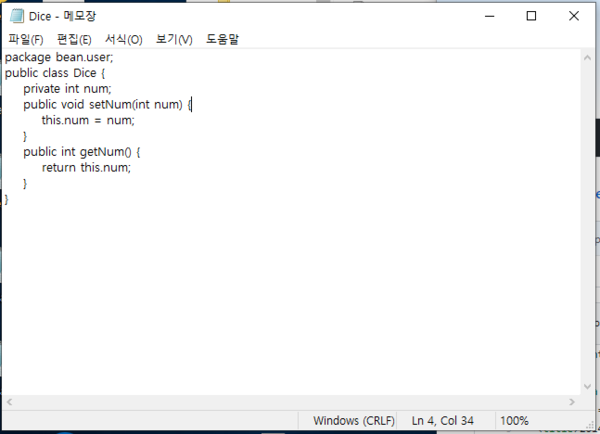 Dice - 메모장
파일(F) 편집(E) 서식(O) 보기(V) 도움말
package bean.user;
public class Dice {
private int num;
public void setNum(int num) {
this.num = num;
}
public int getNum() {
return this.num;
}
}
Windows (CRLF) Ln 4, Col 34 100%